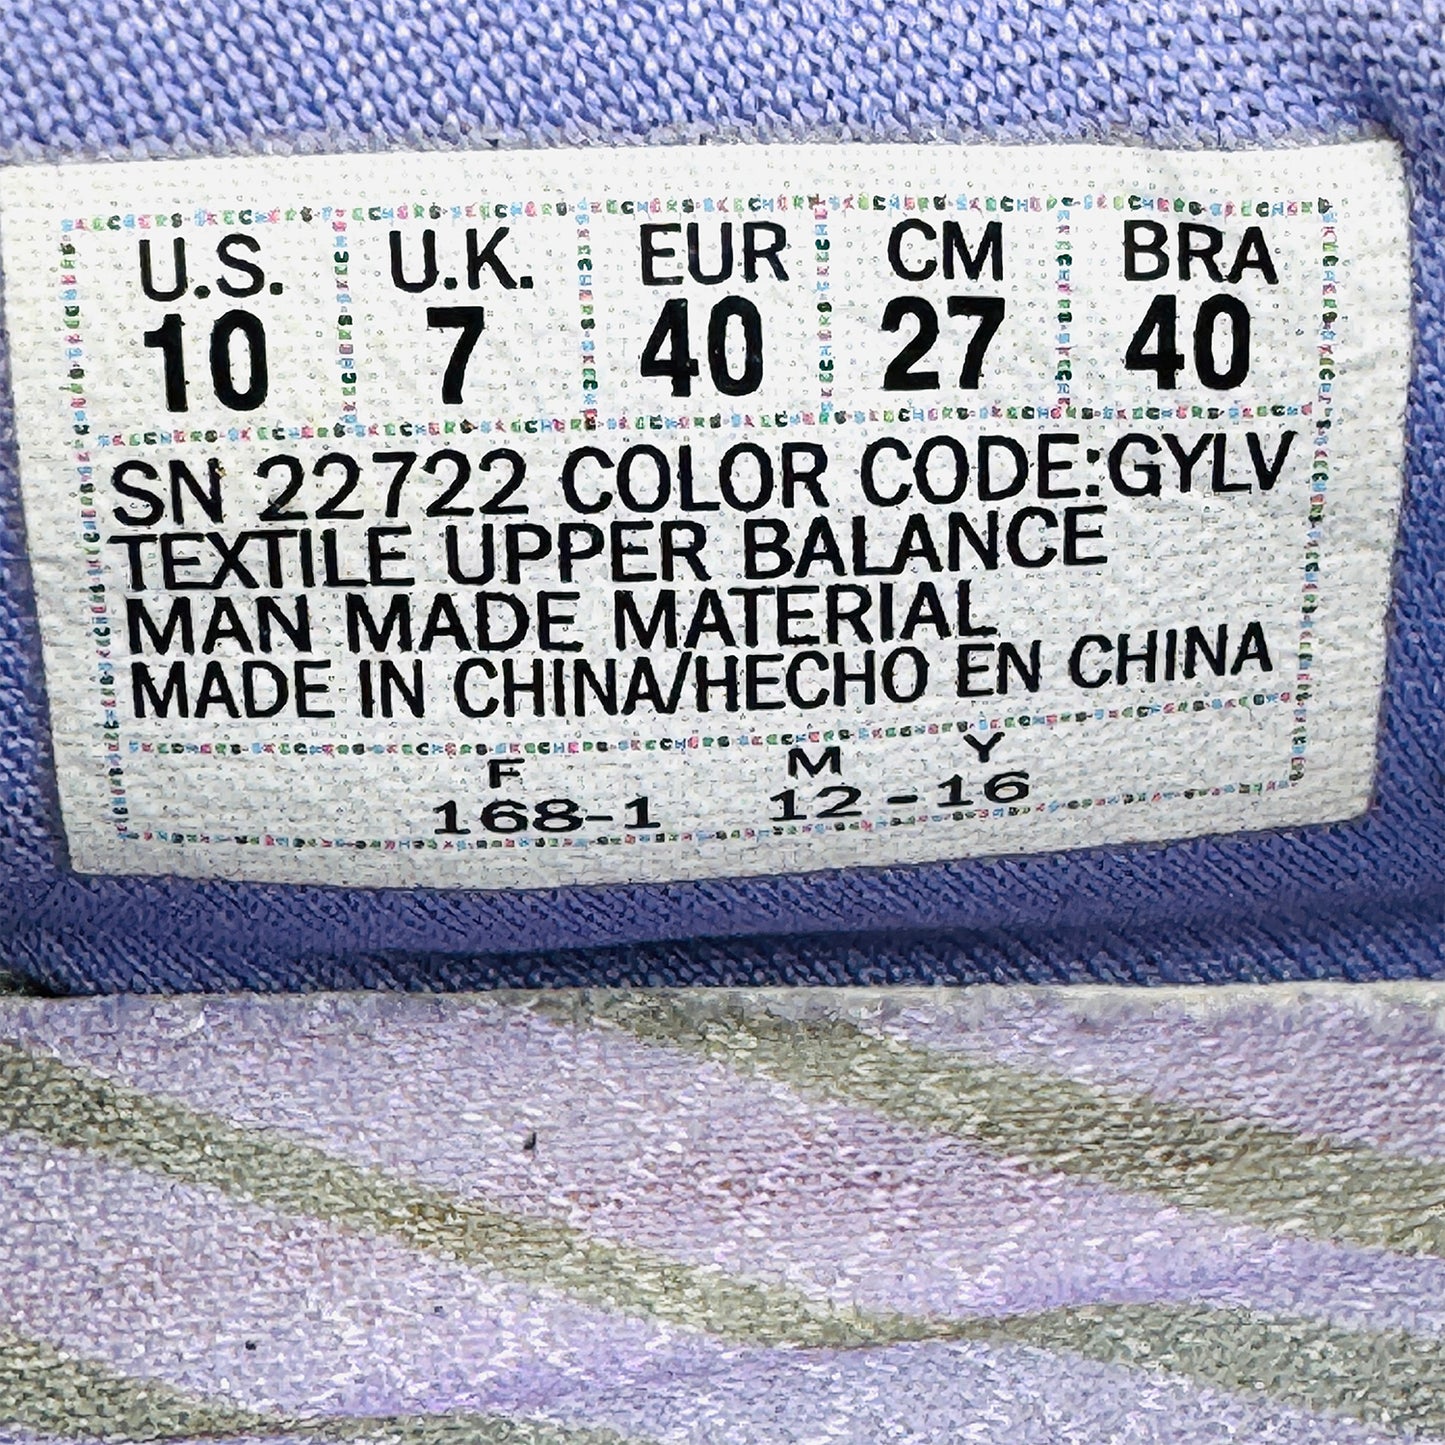 U.S. U.K. EUR CM BRA
10 7 40 27 40
SN 22722 COLOR CODE:GYLV
TEXTILE UPPER BALANCE
MAN MADE MATERIAL
MADE IN CHINA/HECHO EN CHINA
F M Y
168-1 12-16